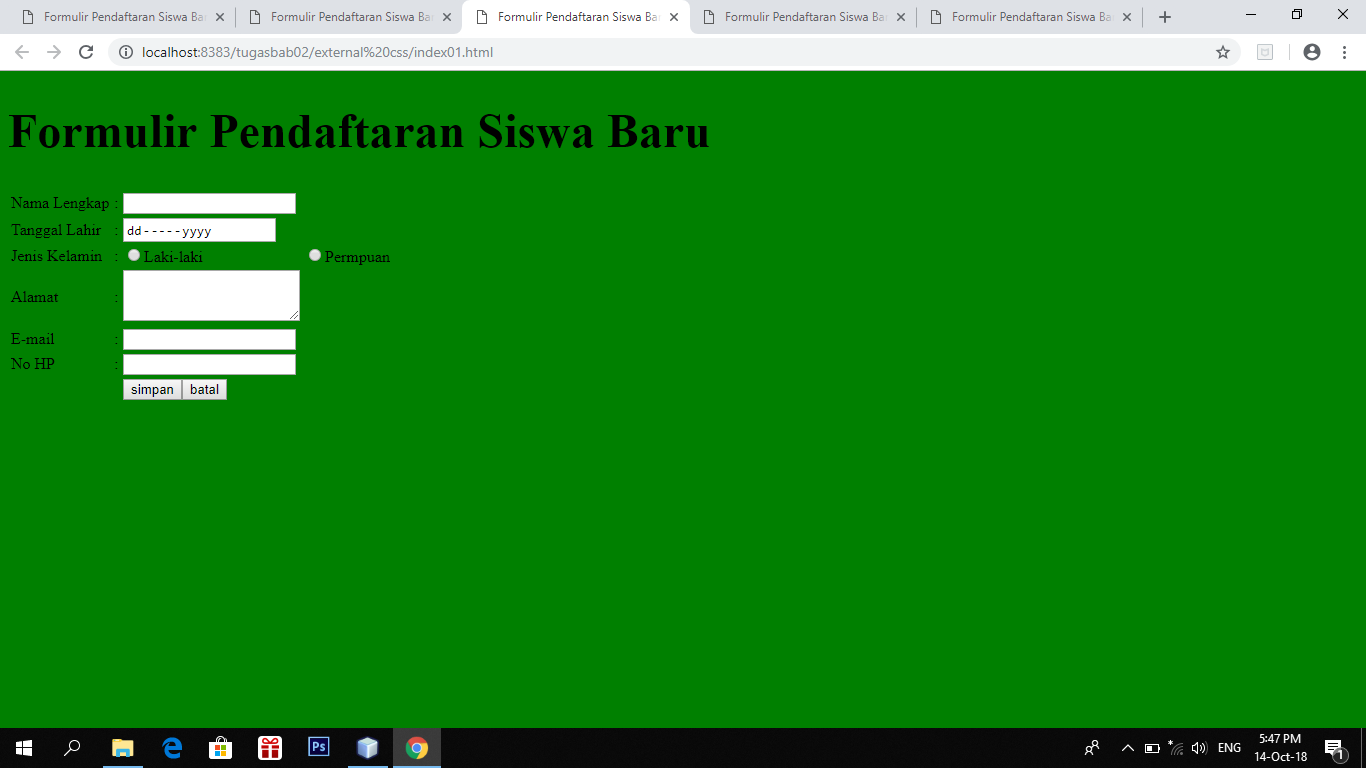 Formulir Pendaftaran Siswa Ba Formulir Pendaftaran Siswa Ba Formulir Pendaftaran Siswa Ba Formulir Pendaftaran Siswa Ba Formulir Pendaftaran Siswa Ba
localhost:8383/tugasbab02/external%20css/index01.html
Formulir Pendaftaran Siswa Baru
Nama Lengkap :
Tanggal Lahir : dd-----yyyy
Jenis Kelamin : Laki-laki Permpuan
Alamat :
E-mail :
No HP :
simpan batal
Ps ENG 5:47 PM
14-Oct-18 1